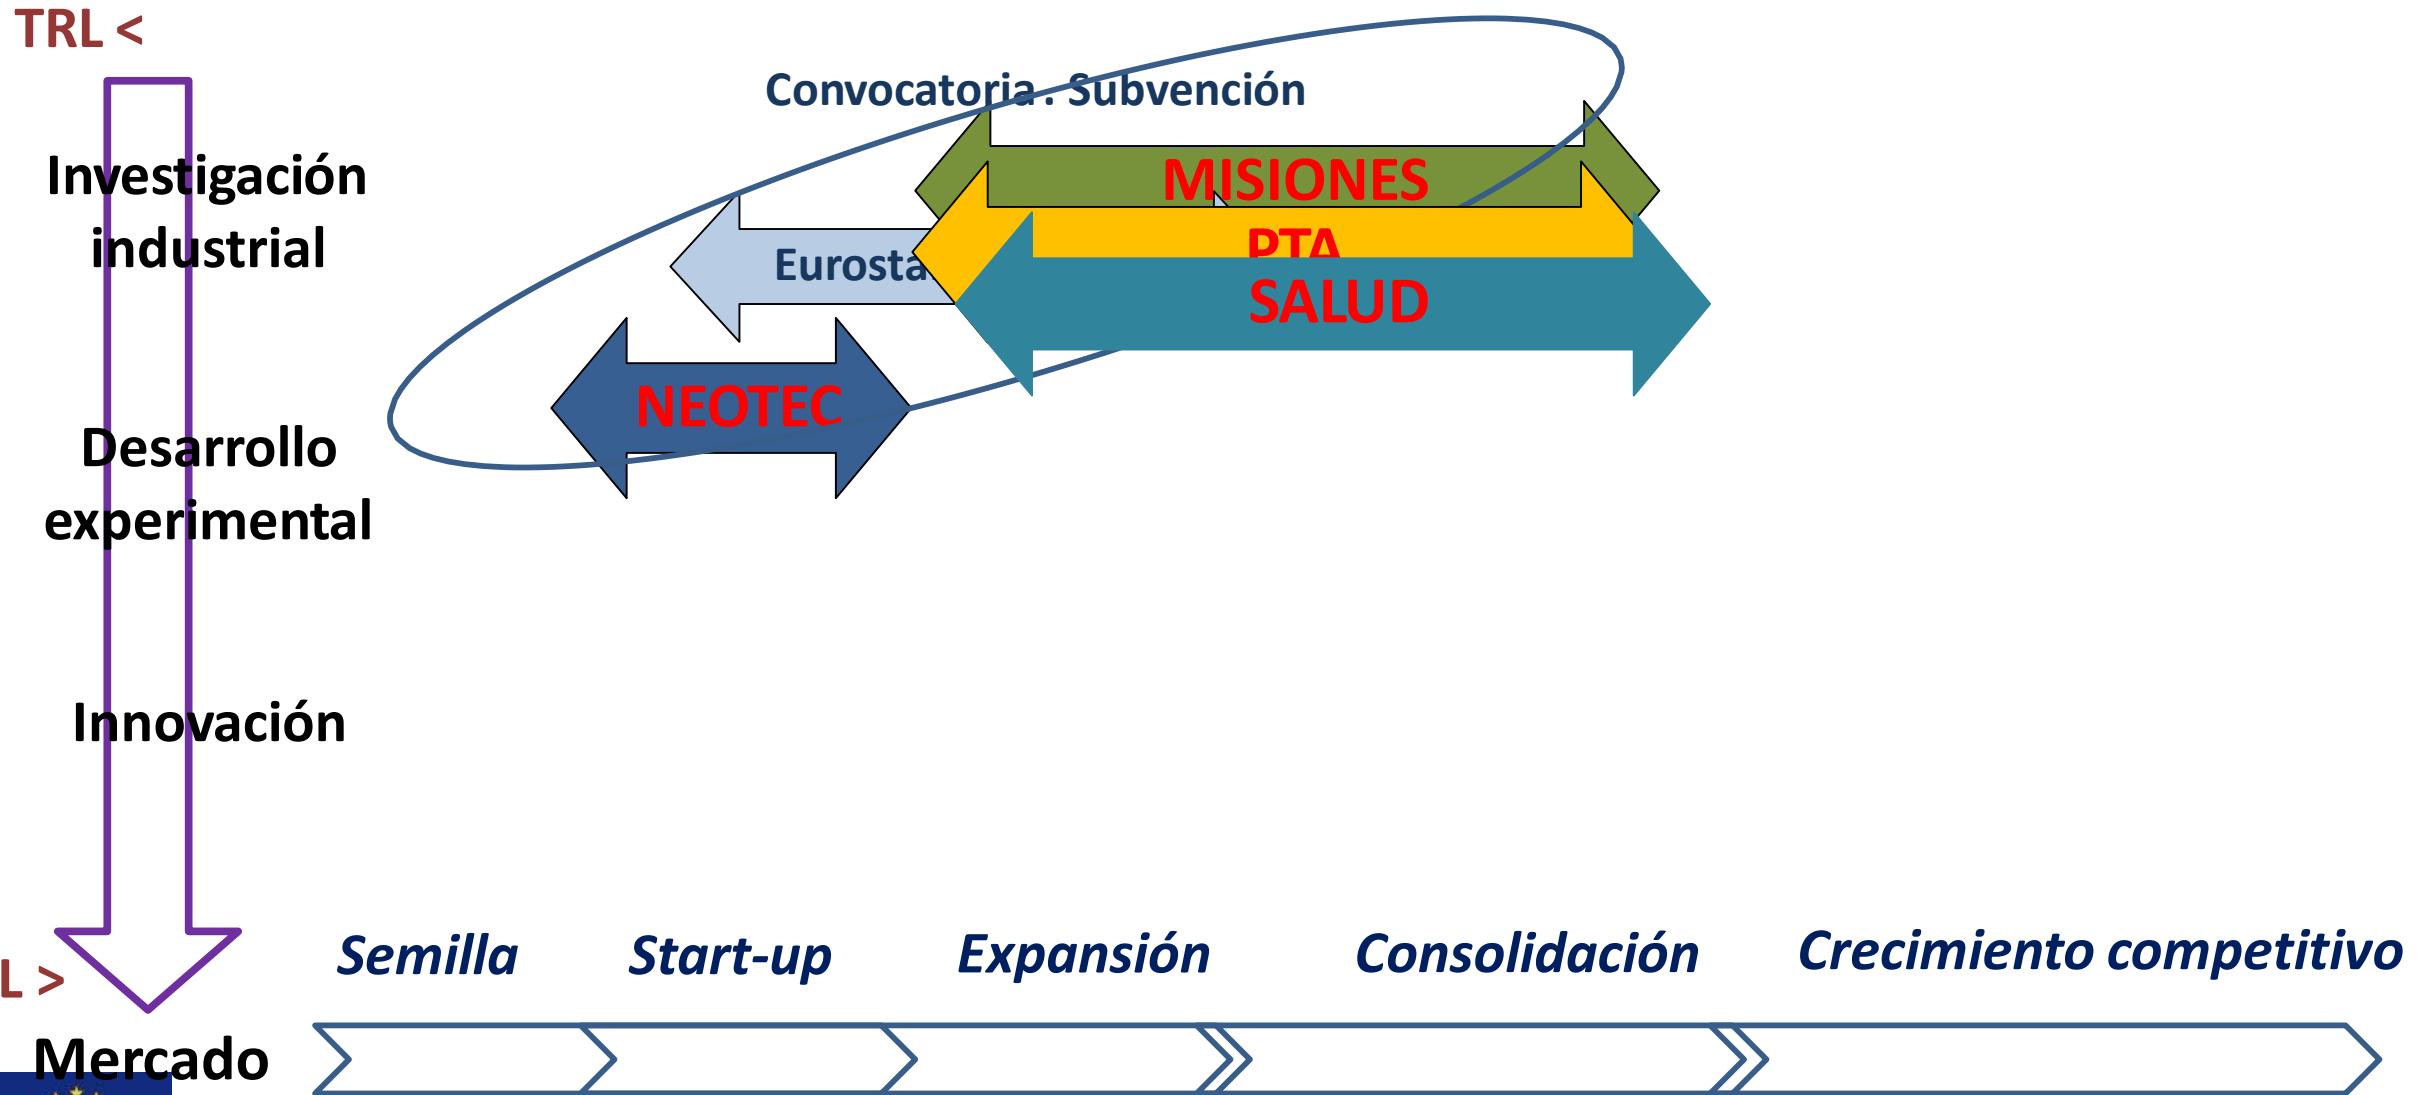 TRL <
Convocatoria . Subvención
Investigación
industrial
MISIONES
PTA
Eurosta
SALUD
NEOTEC
Desarrollo
experimental
Innovación
L >
Semilla
Start-up
Expansión
Consolidación
Crecimiento competitivo
Mercado